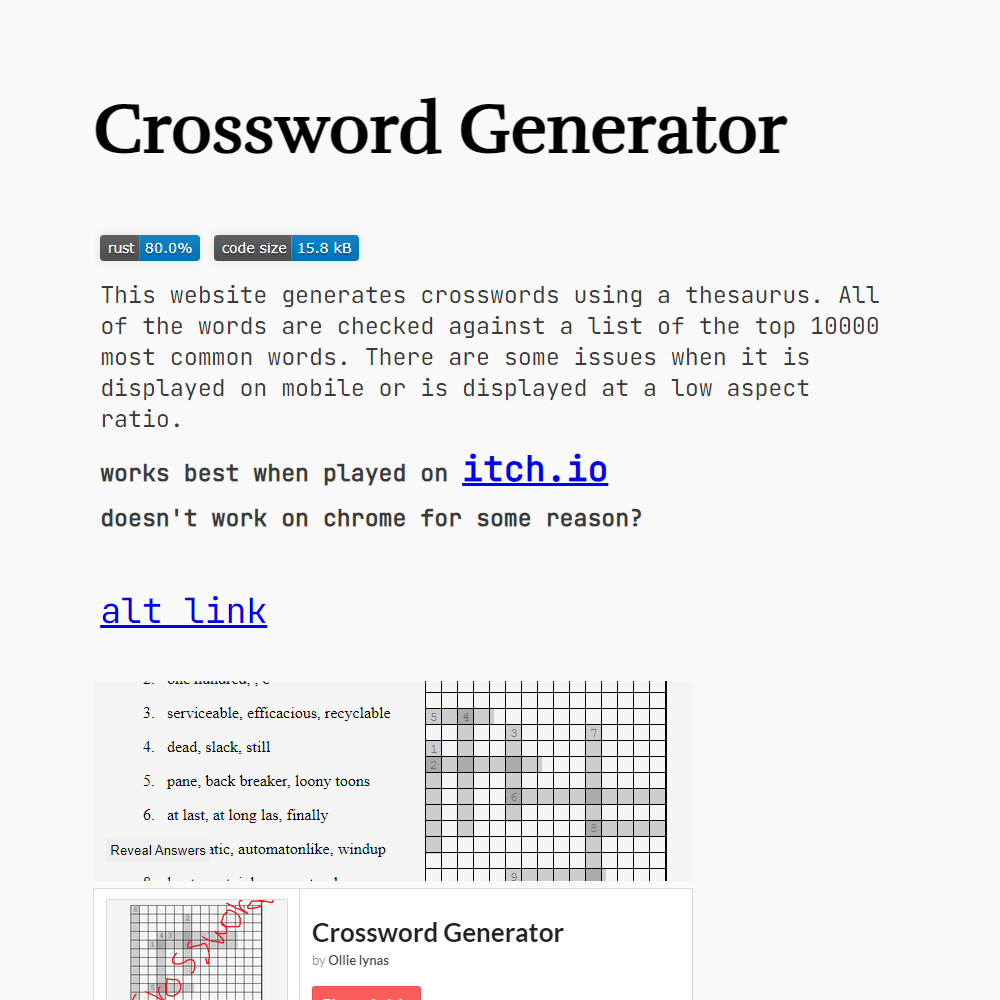 Crossword Generator
rust 80.0% code size 15.8 kB
This website generates crosswords using a thesaurus. All
of the words are checked against a list of the top 10000
most common words. There are some issues when it is
displayed on mobile or is displayed at a low aspect
ratio.
works best when played on itch.io
doesn't work on chrome for some reason?
alt link
3. serviceable, efficacious, recyclable
4. dead, slack, still
5. pane, back breaker, loony toons
6. at last, at long las, finally
Reveal Answers atic, automatonlike, windup
5 4
3 7
1
2
6
8
9
Crossword Generator
by Ollie lynas